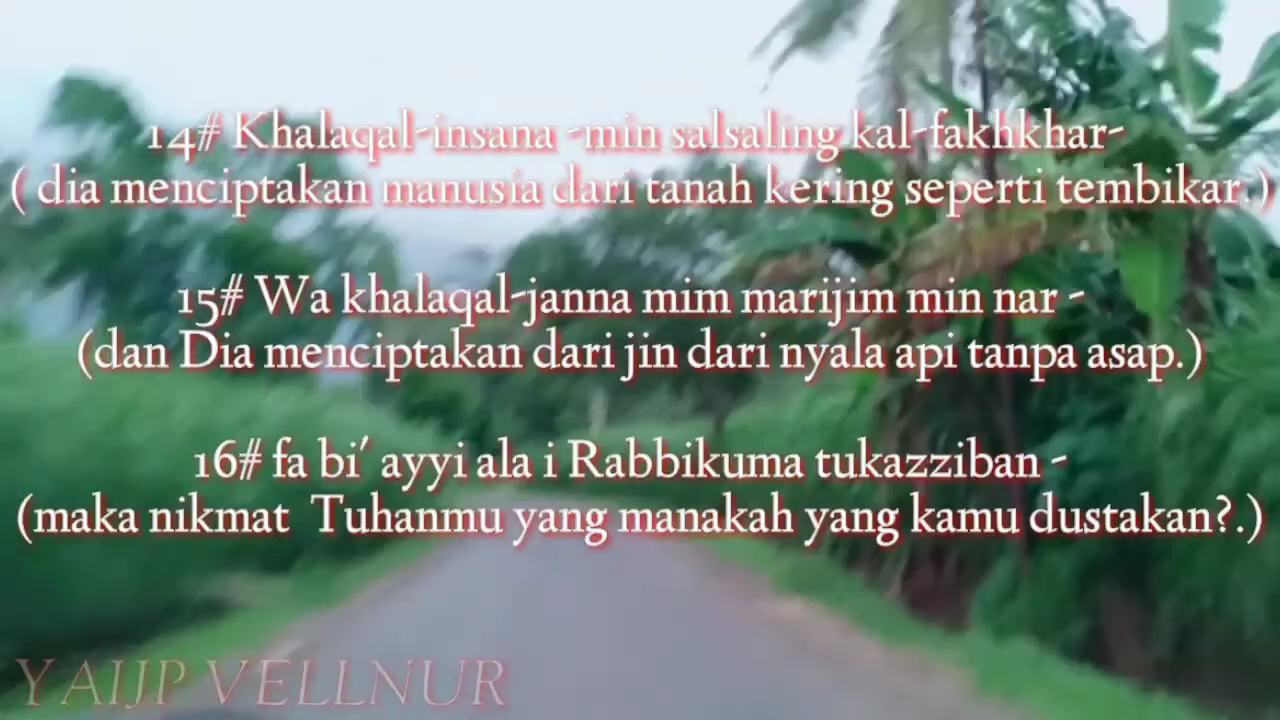 14# Khalaqal-insana -min salsaling kal-fakhkhar-
( dia menciptakan manusia dari tanah kering seperti tembikar.)
15# Wa khalaqal-janna mim marijim min nar -
(dan Dia menciptakan dari jin dari nyala api tanpa asap.)
16# fa bi' ayyi ala i Rabbikuma tukazziban -
(maka nikmat Tuhanmu yang manakah yang kamu dustakan?.)
YAIJP VELLNUR